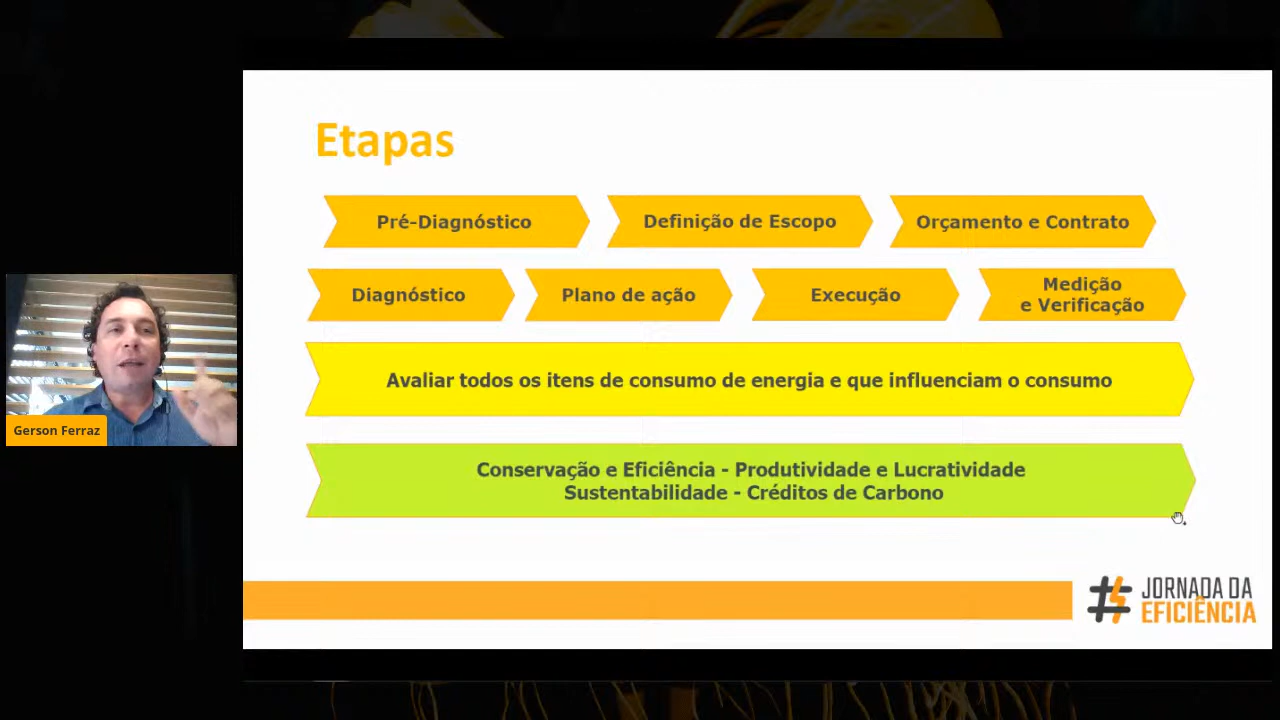 Etapas
Pré-Diagnóstico
Definição de Escopo
Orçamento e Contrato
Diagnóstico
Plano de ação
Execução
Medição
e Verificação
Avaliar todos os itens de consumo de energia e que influenciam o consumo
Conservação e Eficiência - Produtividade e Lucratividade
Sustentabilidade - Créditos de Carbono
Gerson Ferraz
JORNADA DA
EFICIÊNCIA